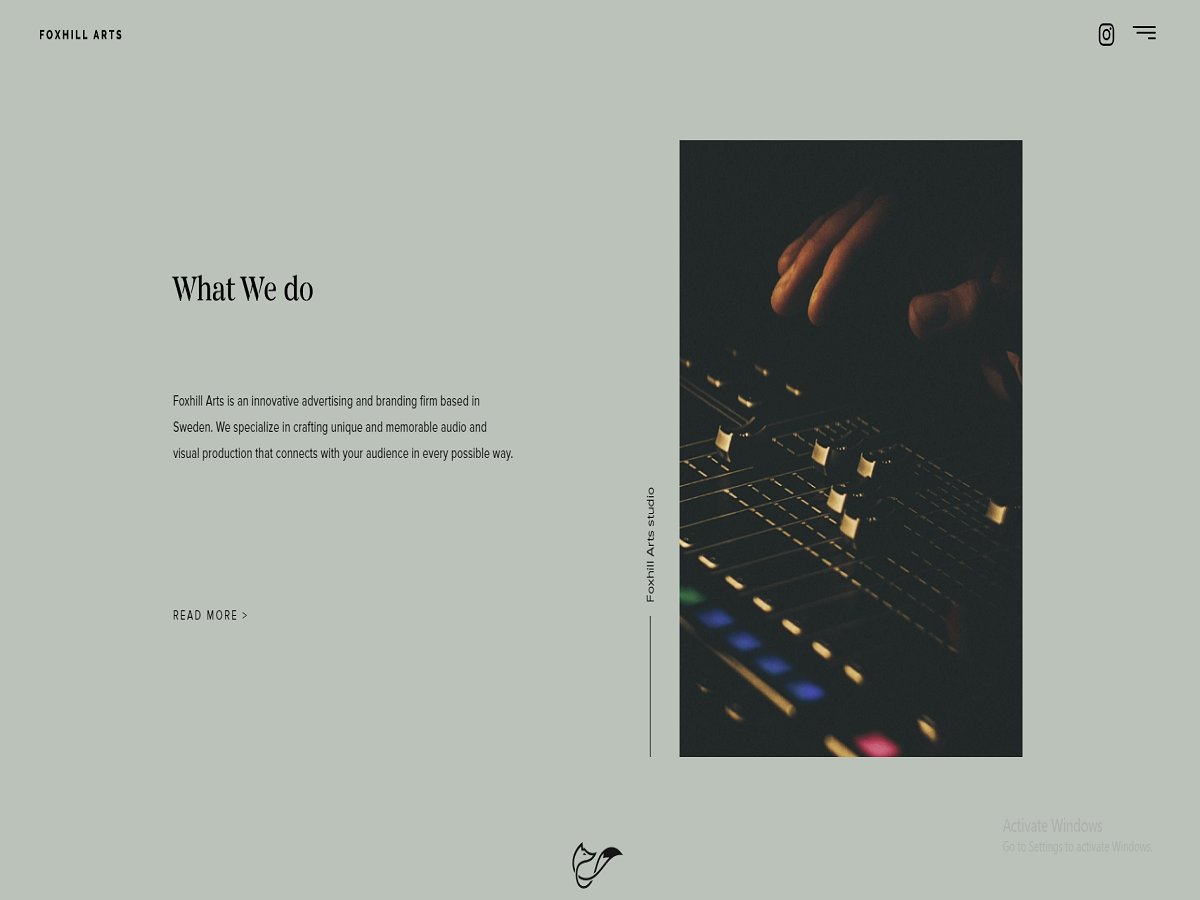 FOXHILL ARTS
What We do
Foxhill Arts is an innovative advertising and branding firm based in
Sweden. We specialize in crafting unique and memorable audio and
visual production that connects with your audience in every possible way.
READ MORE >
Foxhill Arts studio
Activate Windows
Go to Settings to activate Windows.